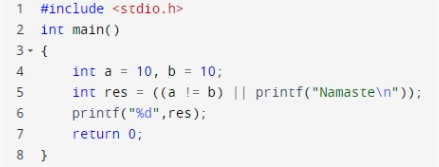 1 #include <stdio.h>
2 int main()
3 {
4 int a = 10, b = 10;
5 int res = ((a != b) || printf("Namaste\n"));
6 printf("%d",res);
7 return 0;
8 }